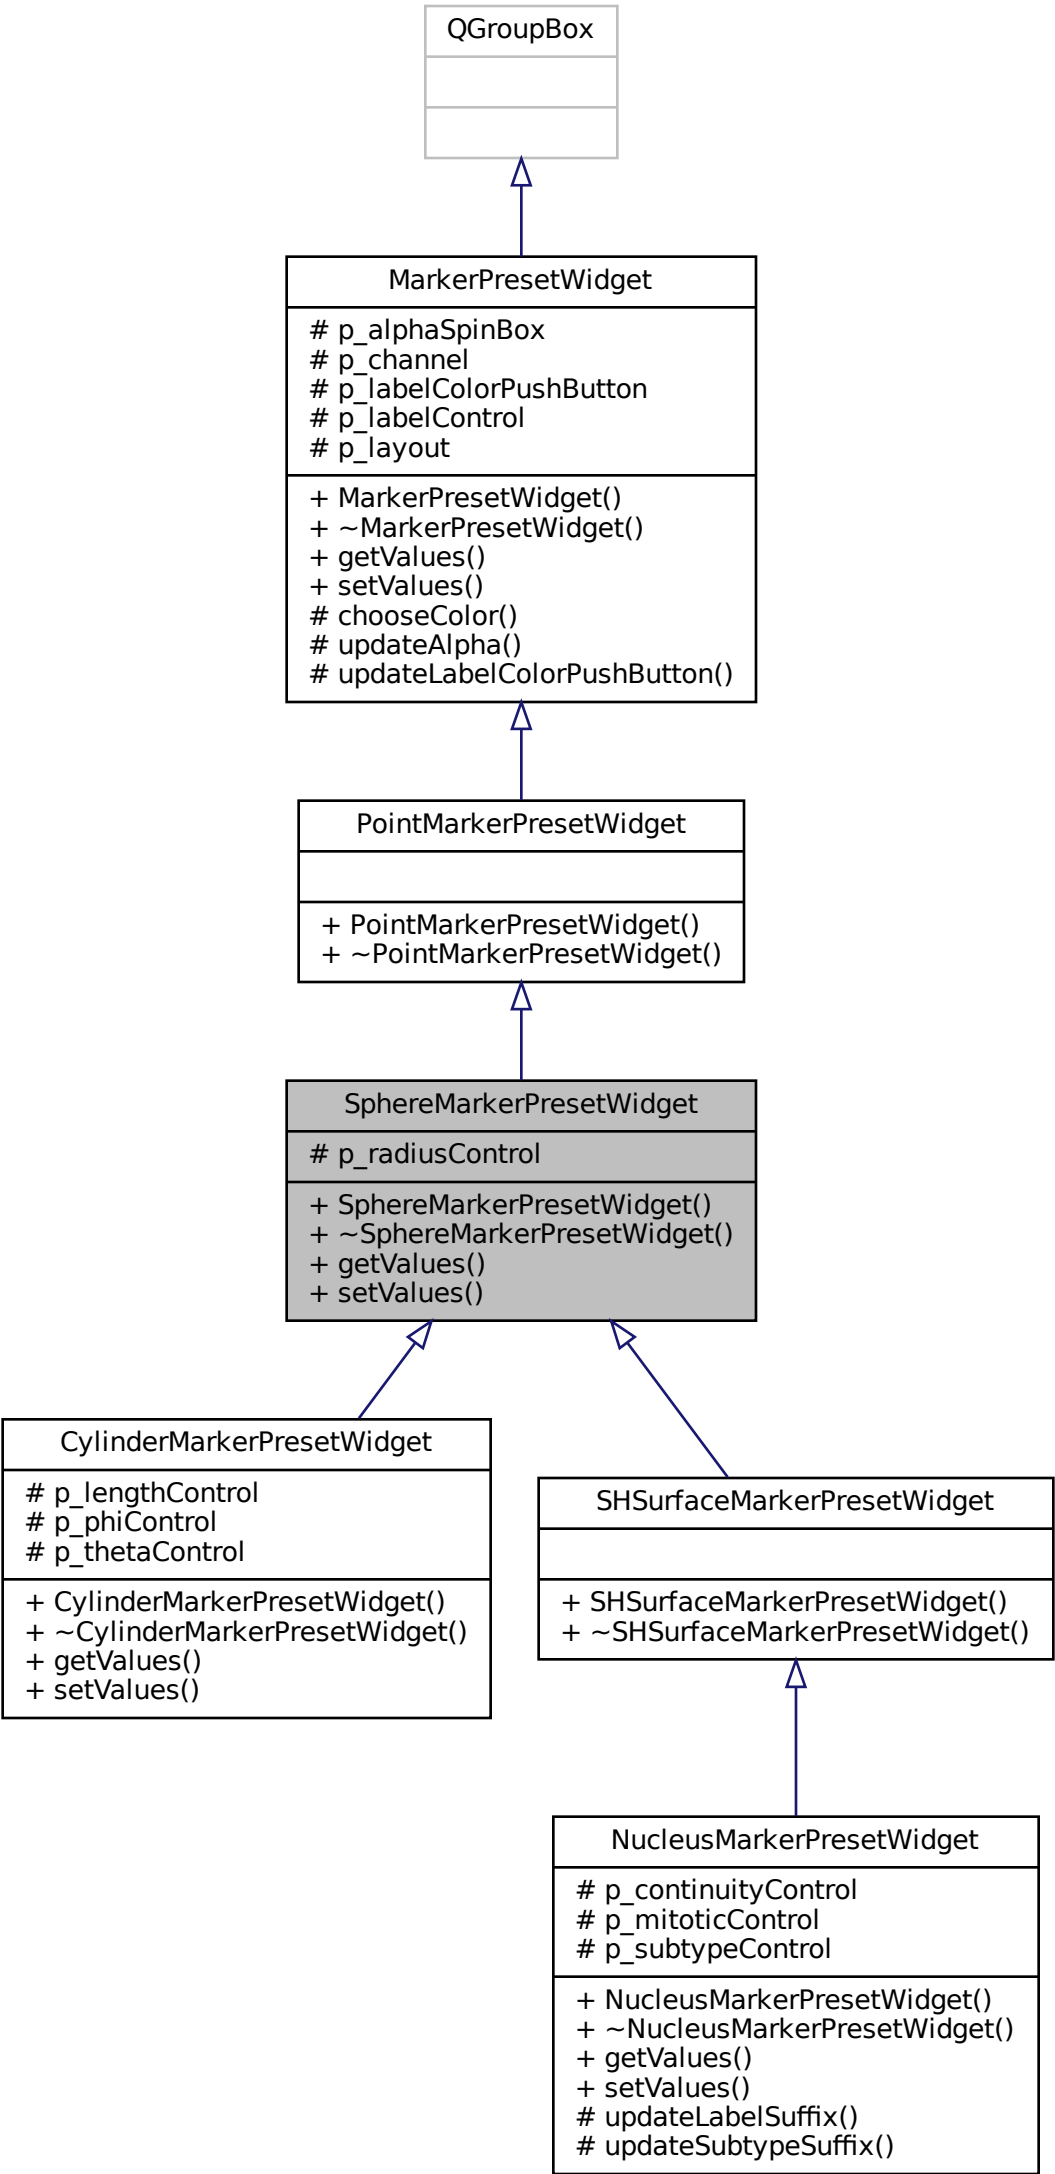 QGroupBox
MarkerPresetWidget
# p_alphaSpinBox
# p_channel
# p_labelColorPushButton
# p_labelControl
# p_layout
+ MarkerPresetWidget()
+ ~MarkerPresetWidget()
+ getValues()
+ setValues()
# chooseColor()
# updateAlpha()
# updateLabelColorPushButton()
PointMarkerPresetWidget
+ PointMarkerPresetWidget()
+ ~PointMarkerPresetWidget()
SphereMarkerPresetWidget
# p_radiusControl
+ SphereMarkerPresetWidget()
+ ~SphereMarkerPresetWidget()
+ getValues()
+ setValues()
CylinderMarkerPresetWidget
# p_lengthControl
# p_phiControl
# p_thetaControl
+ CylinderMarkerPresetWidget()
+ ~CylinderMarkerPresetWidget()
+ getValues()
+ setValues()
SHSurfaceMarkerPresetWidget
+ SHSurfaceMarkerPresetWidget()
+ ~SHSurfaceMarkerPresetWidget()
NucleusMarkerPresetWidget
# p_continuityControl
# p_mitoticControl
# p_subtypeControl
+ NucleusMarkerPresetWidget()
+ ~NucleusMarkerPresetWidget()
+ getValues()
+ setValues()
# updateLabelSuffix()
# updateSubtypeSuffix()